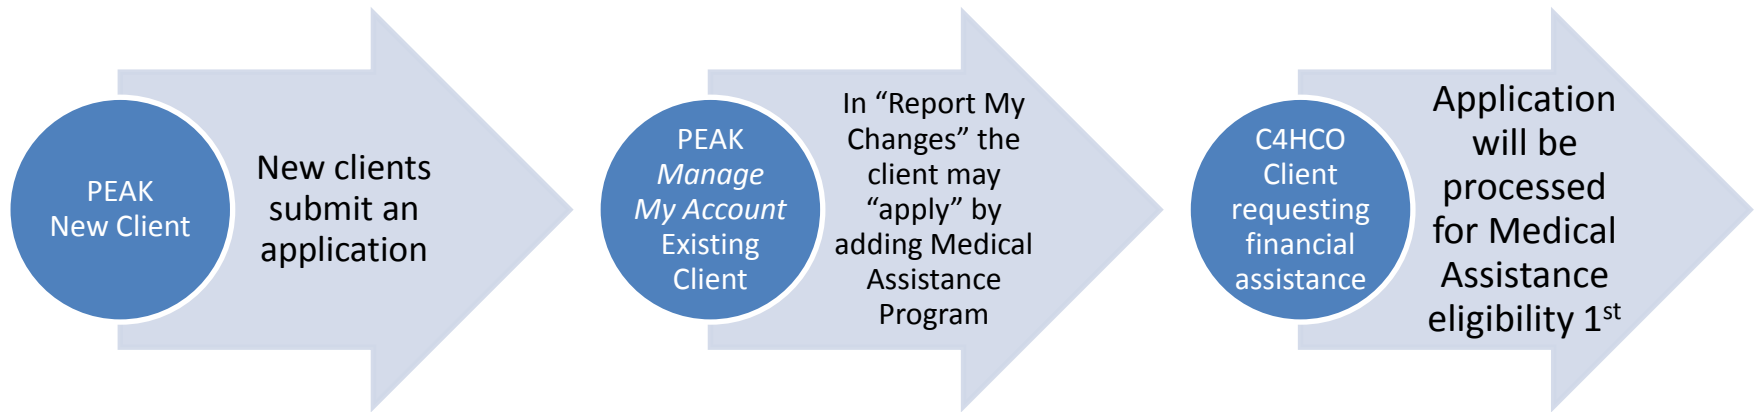 PEAK
New Client
New clients
submit an
application
PEAK
Manage
My Account
Existing
Client
In “Report My
Changes” the
client may
“apply” by
adding Medical
Assistance
Program
C4HCO
Client
requesting
financial
assistance
Application
will be
processed
for Medical
Assistance
eligibility 1st